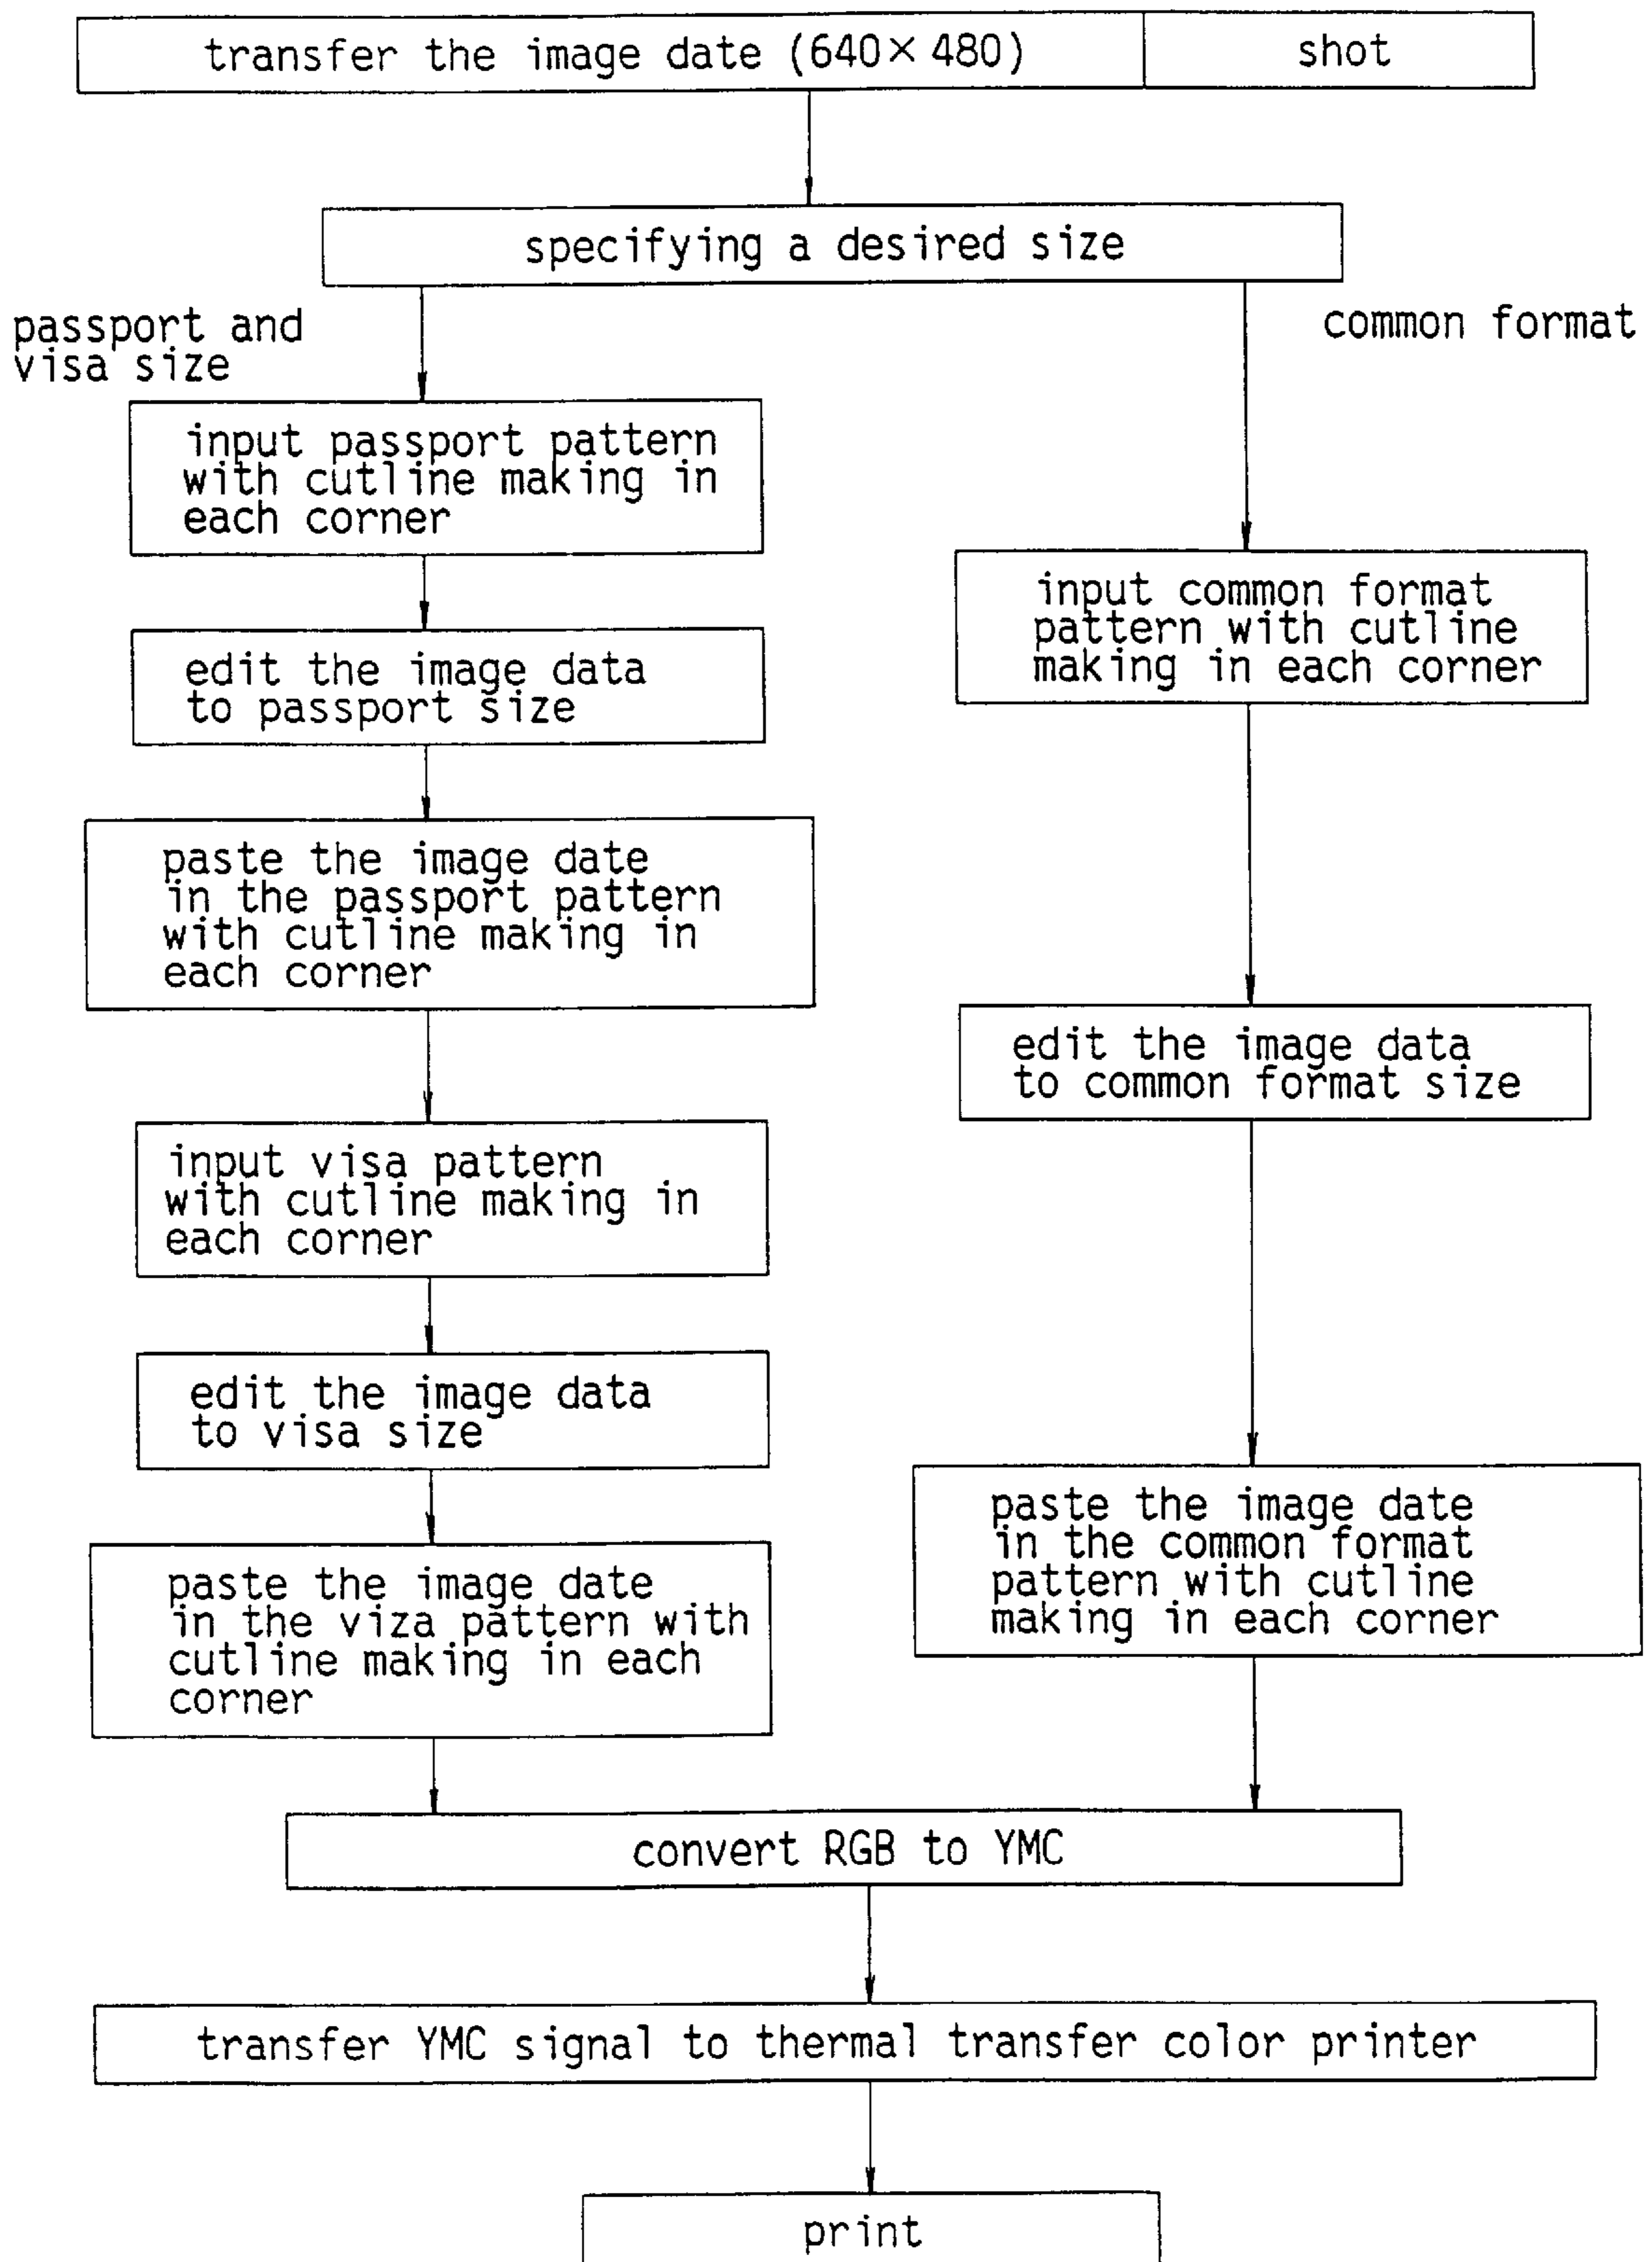 transfer the image date (640×480)
shot
specifying a desired size
passport and
visa size
common format
input passport pattern
with cutline making in
each corner
edit the image data
to passport size
paste the image date
in the passport pattern
with cutline making in
each corner
input visa pattern
with cutline making in
each corner
edit the image data
to visa size
paste the image date
in the viza pattern with
cutline making in each
corner
input common format
pattern with cutline
making in each corner
edit the image data
to common format size
paste the image date
in the common format
pattern with cutline
making in each corner
convert RGB to YMC
transfer YMC signal to thermal transfer color printer
print